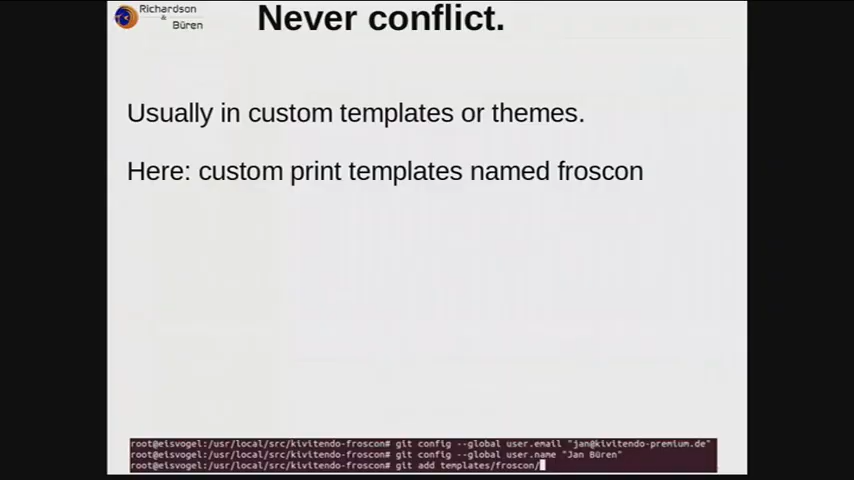 Richardson
&
Büren
Never conflict.
Usually in custom templates or themes.
Here: custom print templates named froscon
root@eisvogel:/usr/local/src/kivitendo-froscon# git config --global user.email "jan@kivitendo-premium.de"
root@eisvogel:/usr/local/src/kivitendo-froscon# git config --global user.name "Jan Büren"
root@eisvogel:/usr/local/src/kivitendo-froscon# git add templates/froscon/